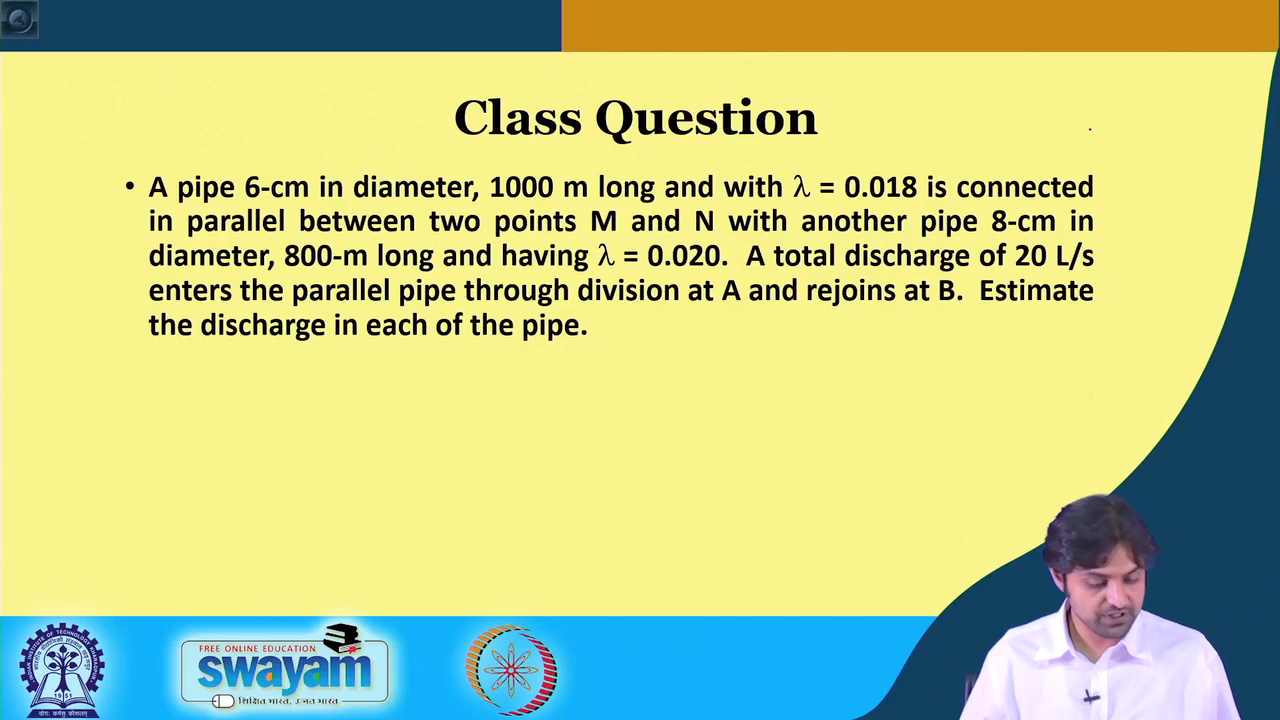 Class Question
• A pipe 6-cm in diameter, 1000 m long and with λ = 0.018 is connected
in parallel between two points M and N with another pipe 8-cm in
diameter, 800-m long and having λ = 0.020. A total discharge of 20 L/s
enters the parallel pipe through division at A and rejoins at B. Estimate
the discharge in each of the pipe.
FREE ONLINE EDUCATION
swayam
शिक्षित भारत, उन्नत भारत
1951